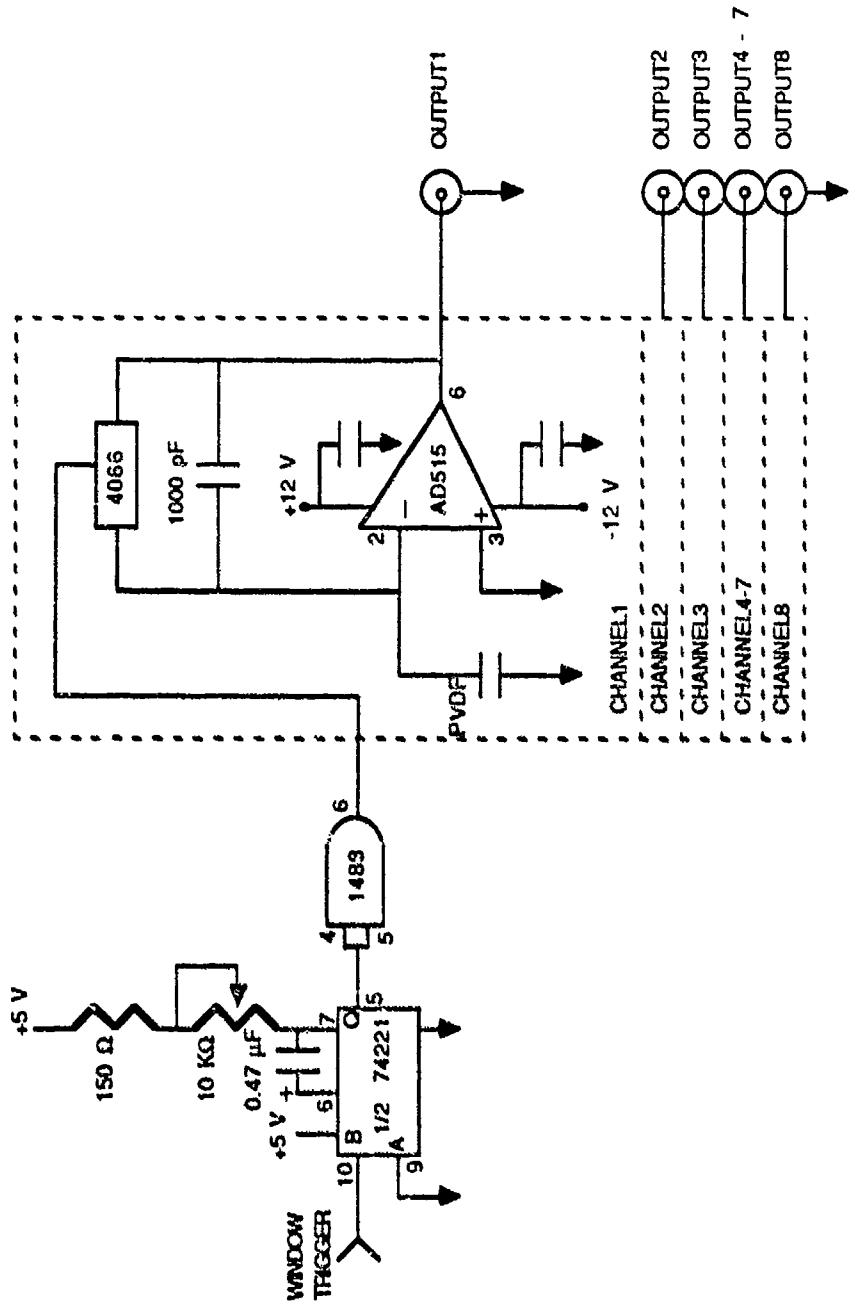 +5 V
150 Ω
10 KΩ
0.47 µF
+
+5 V
6
7
10
B
Q
5
1/2 74221
A
9
WINDOW
TRIGGER
4
5
1489
6
4066
1000 pF
+12 V
2
−
AD515
+
3
6
-12 V
PVDF
CHANNEL1
CHANNEL2
CHANNEL3
CHANNEL4-7
CHANNEL8
OUTPUT1
OUTPUT2
OUTPUT3
OUTPUT4 - 7
OUTPUT8